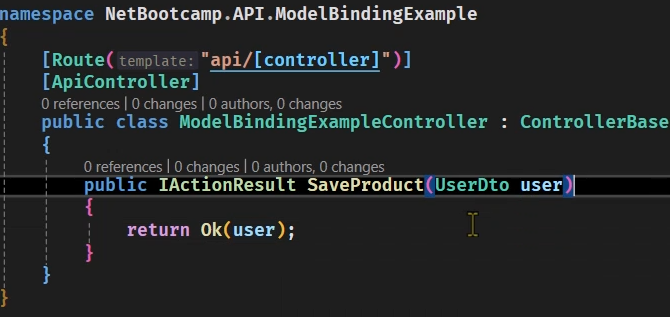 namespace NetBootcamp.API.ModelBindingExample
{
[Route(template:"api/[controller]")]
[ApiController]
0 references | 0 changes | 0 authors, 0 changes
public class ModelBindingExampleController : ControllerBase
{
0 references | 0 changes | 0 authors, 0 changes
public IActionResult SaveProduct(UserDto user)
{
return Ok(user);
}
}
}